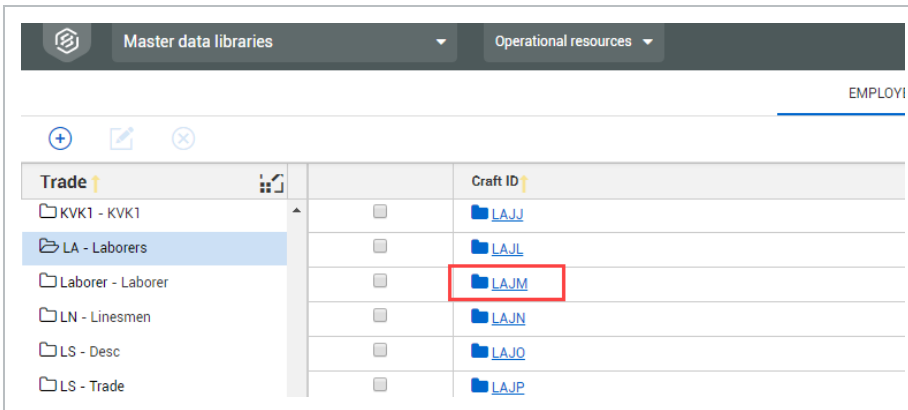 Master data libraries
Operational resources
EMPLOYE
Trade
Craft ID
KVK1 - KVK1
LAJJ
LA - Laborers
LAJL
Laborer - Laborer
LAJM
LN - Linesmen
LAJN
LS - Desc
LAJO
LS - Trade
LAJP